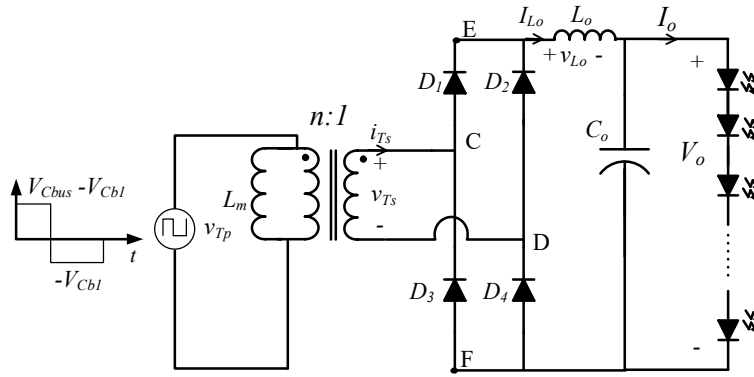 E
I_Lo
L_o
I_o
+ v_Lo -
+
D_1
D_2
n:1
i_Ts
C
C_o
V_o
+
V_Cbus -V_Cb1
L_m
v_Ts
v_Tp
-
D
t
-V_Cb1
D_3
D_4
-
F